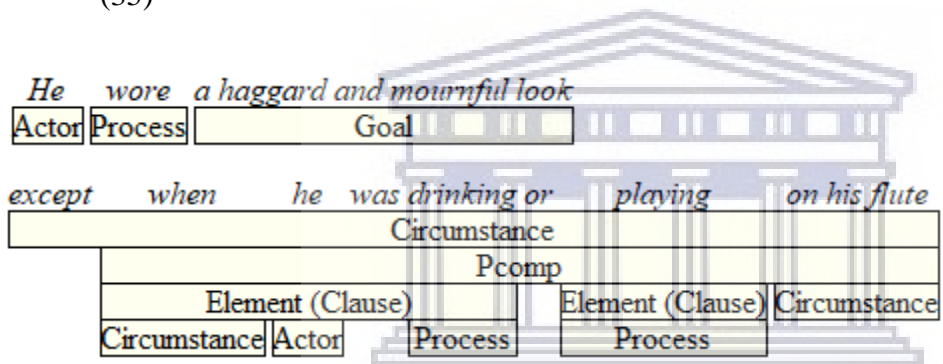 (35)
He wore a haggard and mournful look
Actor Process Goal
except when he was drinking or playing on his flute
Circumstance
Pcomp
Element (Clause) Element (Clause) Circumstance
Circumstance Actor Process Process